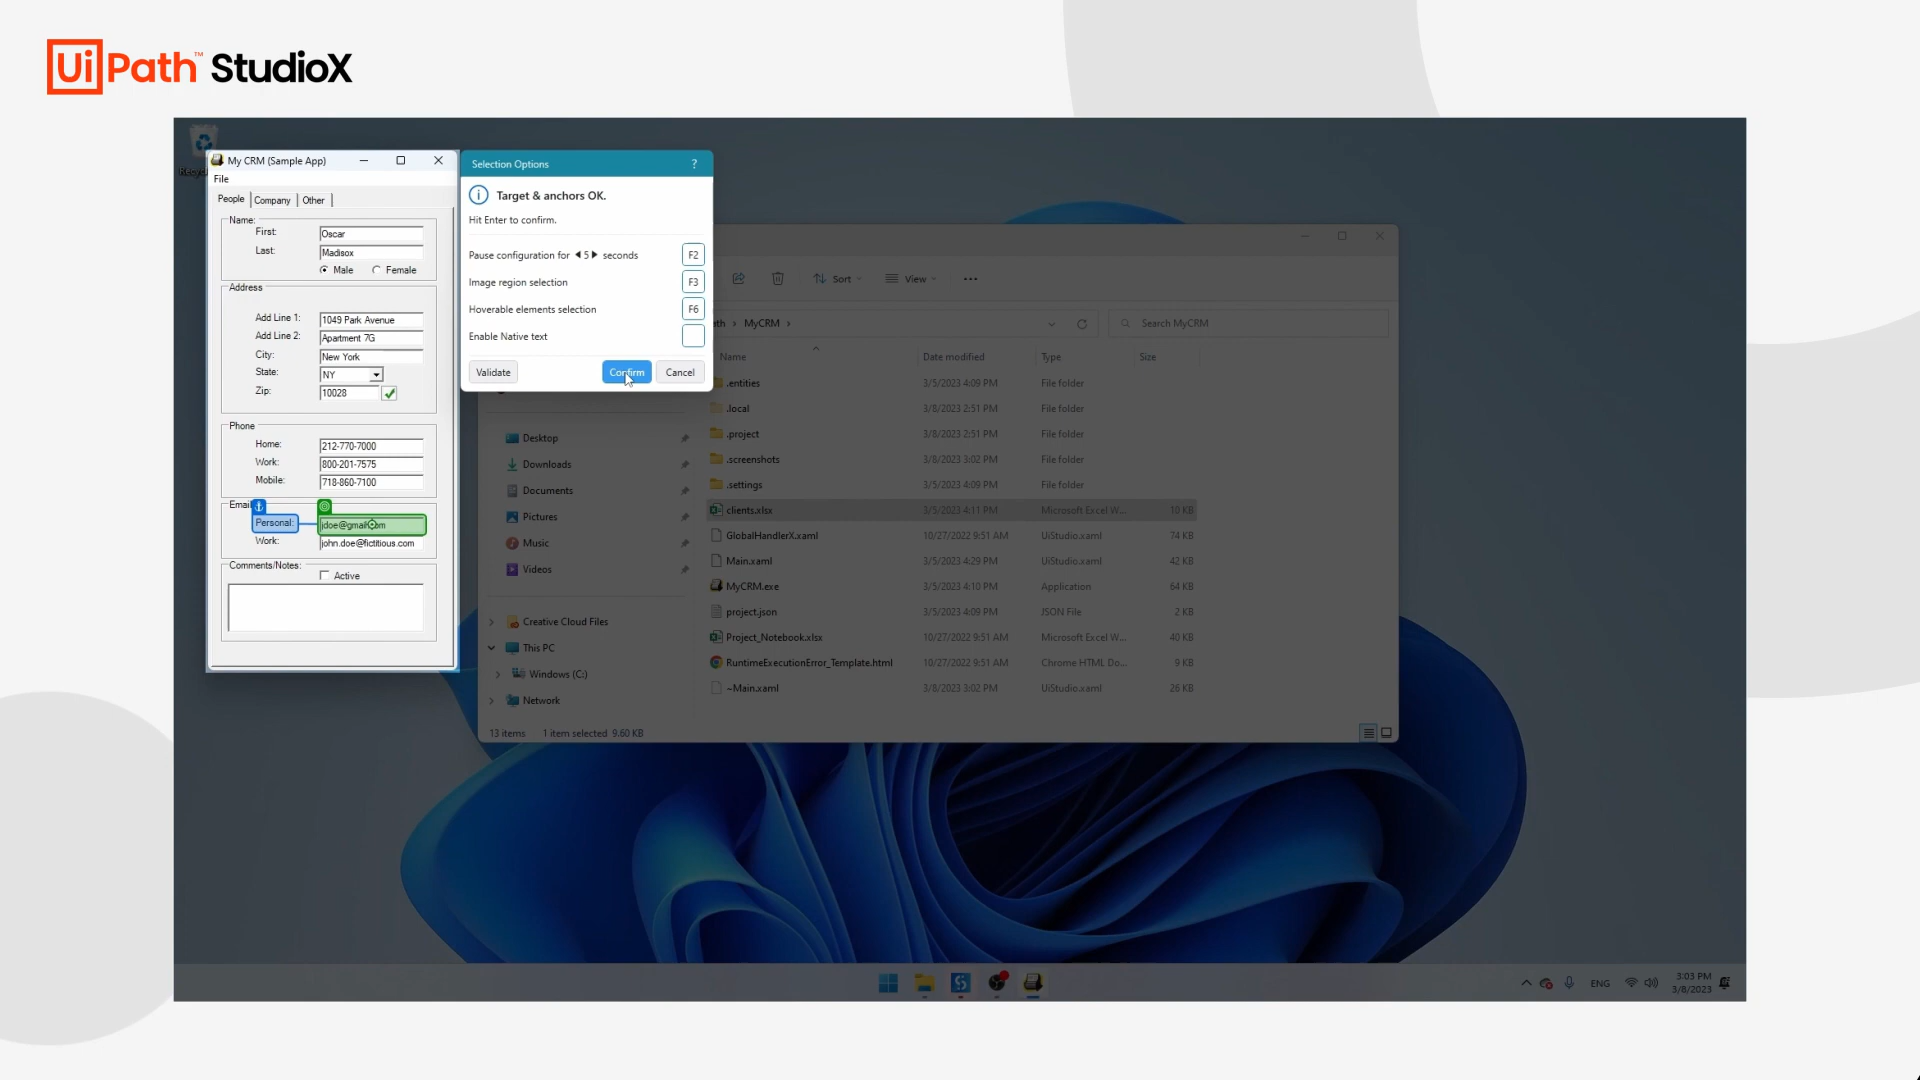 UiPath™ StudioX
My CRM (Sample App)
File
People
Company
Other
Name:
First:
Oscar
Last:
Madisox
Male
Female
Address
Add Line 1:
1049 Park Avenue
Add Line 2:
Apartment 7G
City:
New York
State:
NY
Zip:
10028
Phone
Home:
212-770-7000
Work:
800-201-7575
Mobile:
718-860-7100
Email
Personal:
Work:
john.doe@fictitious.com
Comments/Notes:
Active
Selection Options
?
Target & anchors OK.
Hit Enter to confirm.
Pause configuration for 5 seconds
F2
Image region selection
F3
Hoverable elements selection
F6
Enable Native text
Validate
Confirm
Cancel
Sort
View
MyCRM
Search MyCRM
Name
Date modified
Type
Size
.entities 3/5/2023 4:09 PM File folder
.local 3/8/2023 2:51 PM File folder
.project 3/8/2023 2:51 PM File folder
.screenshots 3/8/2023 3:02 PM File folder
.settings 3/5/2023 4:09 PM File folder
clients.xlsx 3/5/2023 4:11 PM Microsoft Excel W... 10 KB
GlobalHandlerX.xaml 10/27/2022 9:51 AM UiStudio.xaml 74 KB
Main.xaml 3/5/2023 4:29 PM UiStudio.xaml 42 KB
MyCRM.exe 3/5/2023 4:10 PM Application 64 KB
project.json 3/5/2023 4:09 PM JSON File 2 KB
Project_Notebook.xlsx 10/27/2022 9:51 AM Microsoft Excel W... 40 KB
RuntimeExecutionError_Template.html 10/27/2022 9:51 AM Chrome HTML Do... 9 KB
~Main.xaml 3/8/2023 3:02 PM UiStudio.xaml 26 KB
Desktop
Downloads
Documents
Pictures
Music
Videos
Creative Cloud Files
This PC
Windows (C:)
Network
13 items
1 item selected 9.60 KB
ENG
3:03 PM
3/8/2023